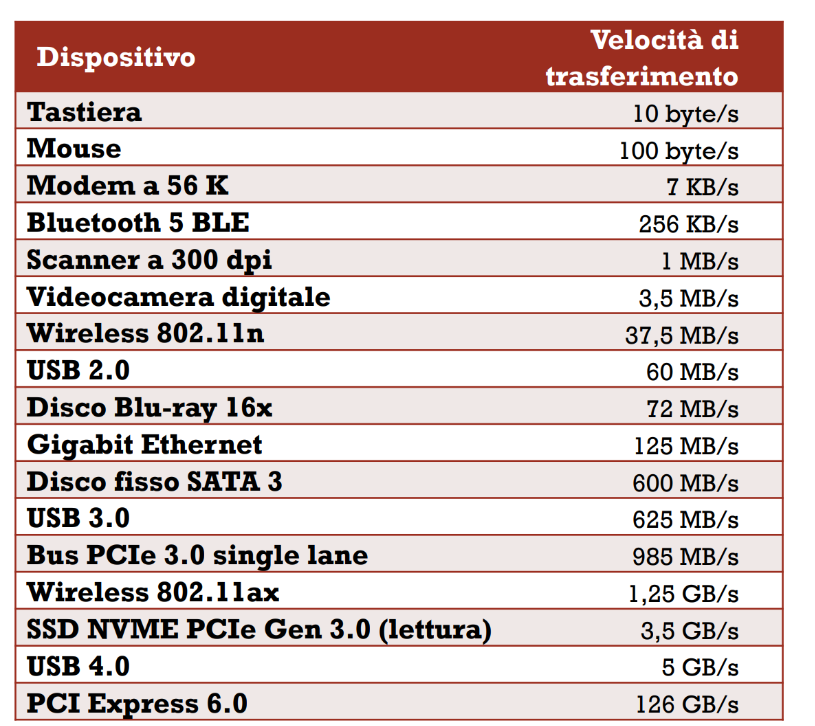 Dispositivo Velocità di trasferimento
Tastiera 10 byte/s
Mouse 100 byte/s
Modem a 56 K 7 KB/s
Bluetooth 5 BLE 256 KB/s
Scanner a 300 dpi 1 MB/s
Videocamera digitale 3,5 MB/s
Wireless 802.11n 37,5 MB/s
USB 2.0 60 MB/s
Disco Blu-ray 16x 72 MB/s
Gigabit Ethernet 125 MB/s
Disco fisso SATA 3 600 MB/s
USB 3.0 625 MB/s
Bus PCIe 3.0 single lane 985 MB/s
Wireless 802.11ax 1,25 GB/s
SSD NVME PCIe Gen 3.0 (lettura) 3,5 GB/s
USB 4.0 5 GB/s
PCI Express 6.0 126 GB/s